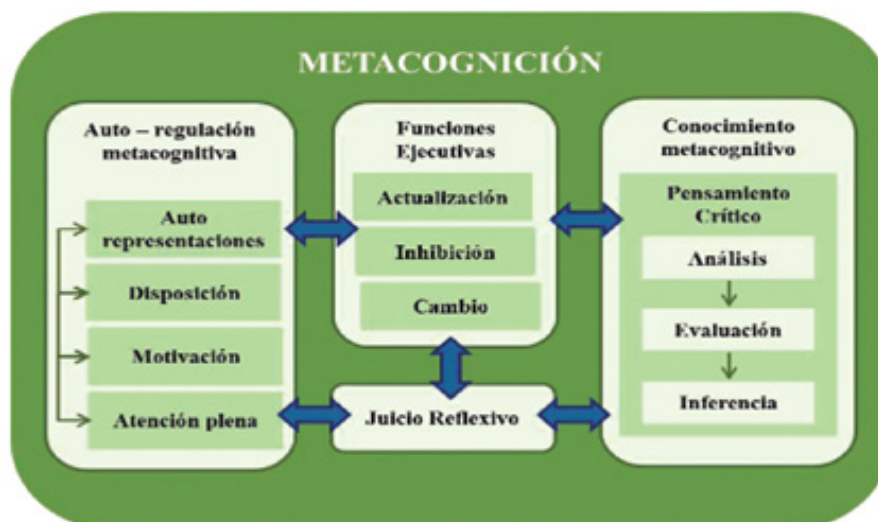 METACOGNICIÓN
Auto – regulación
metacognitiva
Auto
representaciones
Disposición
Motivación
Atención plena
Funciones
Ejecutivas
Actualización
Inhibición
Cambio
Juicio Reflexivo
Conocimiento
metacognitivo
Pensamiento
Crítico
Análisis
Evaluación
Inferencia